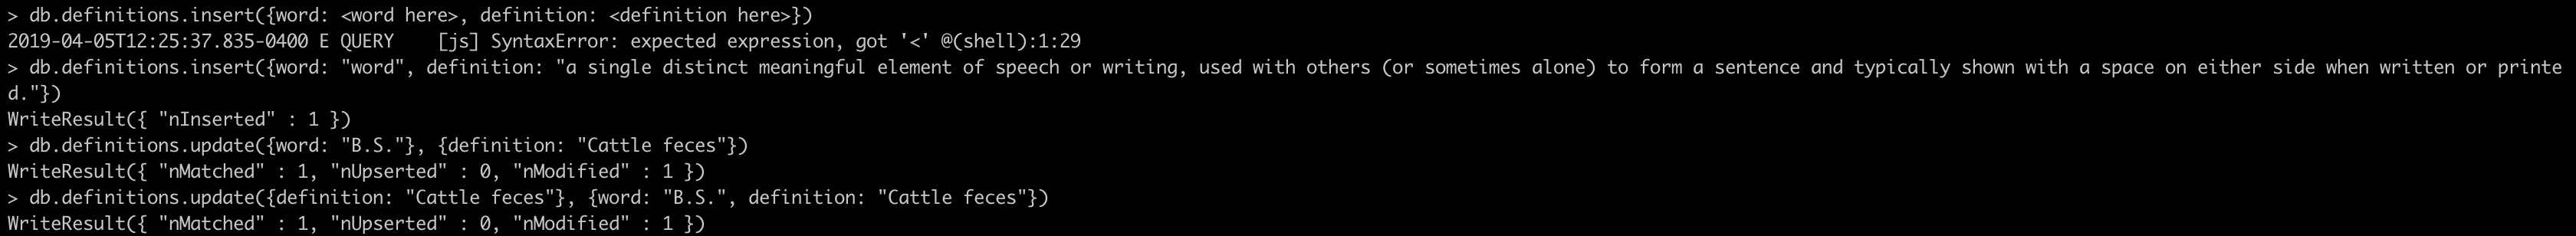 > db.definitions.insert({word: <word here>, definition: <definition here>})
2019-04-05T12:25:37.835-0400 E QUERY    [js] SyntaxError: expected expression, got '<' @(shell):1:29
> db.definitions.insert({word: "word", definition: "a single distinct meaningful element of speech or writing, used with others (or sometimes alone) to form a sentence and typically shown with a space on either side when written or printe
d."})
WriteResult({ "nInserted" : 1 })
> db.definitions.update({word: "B.S."}, {definition: "Cattle feces"})
WriteResult({ "nMatched" : 1, "nUpserted" : 0, "nModified" : 1 })
> db.definitions.update({definition: "Cattle feces"}, {word: "B.S.", definition: "Cattle feces"})
WriteResult({ "nMatched" : 1, "nUpserted" : 0, "nModified" : 1 })